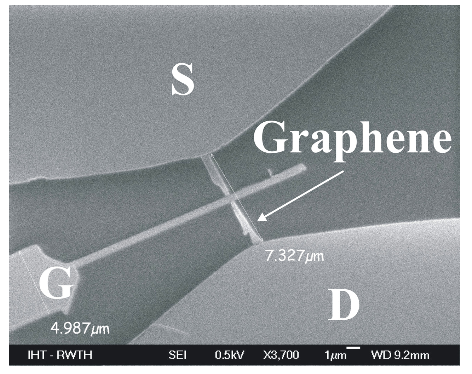 S
Graphene
7.327µm
G
D
4.987µm
IHT - RWTH SEI 0.5kV X3,700 1µm WD 9.2mm